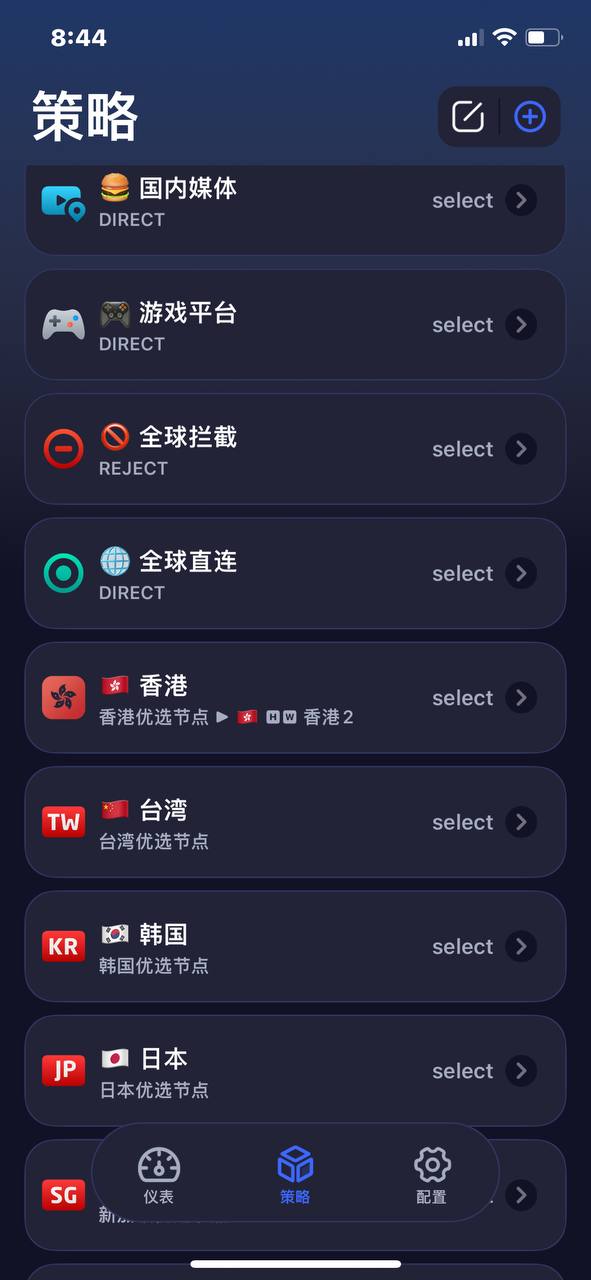 8:44
策略
🍔 国内媒体
DIRECT
select
🎮 游戏平台
DIRECT
select
🚫 全球拦截
REJECT
select
🌐 全球直连
DIRECT
select
🇭🇰 香港
香港优选节点 ▶ 🇭🇰 🄷🅆 香港2
select
TW
🇨🇳 台湾
台湾优选节点
select
KR
🇰🇷 韩国
韩国优选节点
select
JP
🇯🇵 日本
日本优选节点
select
SG
仪表
策略
配置